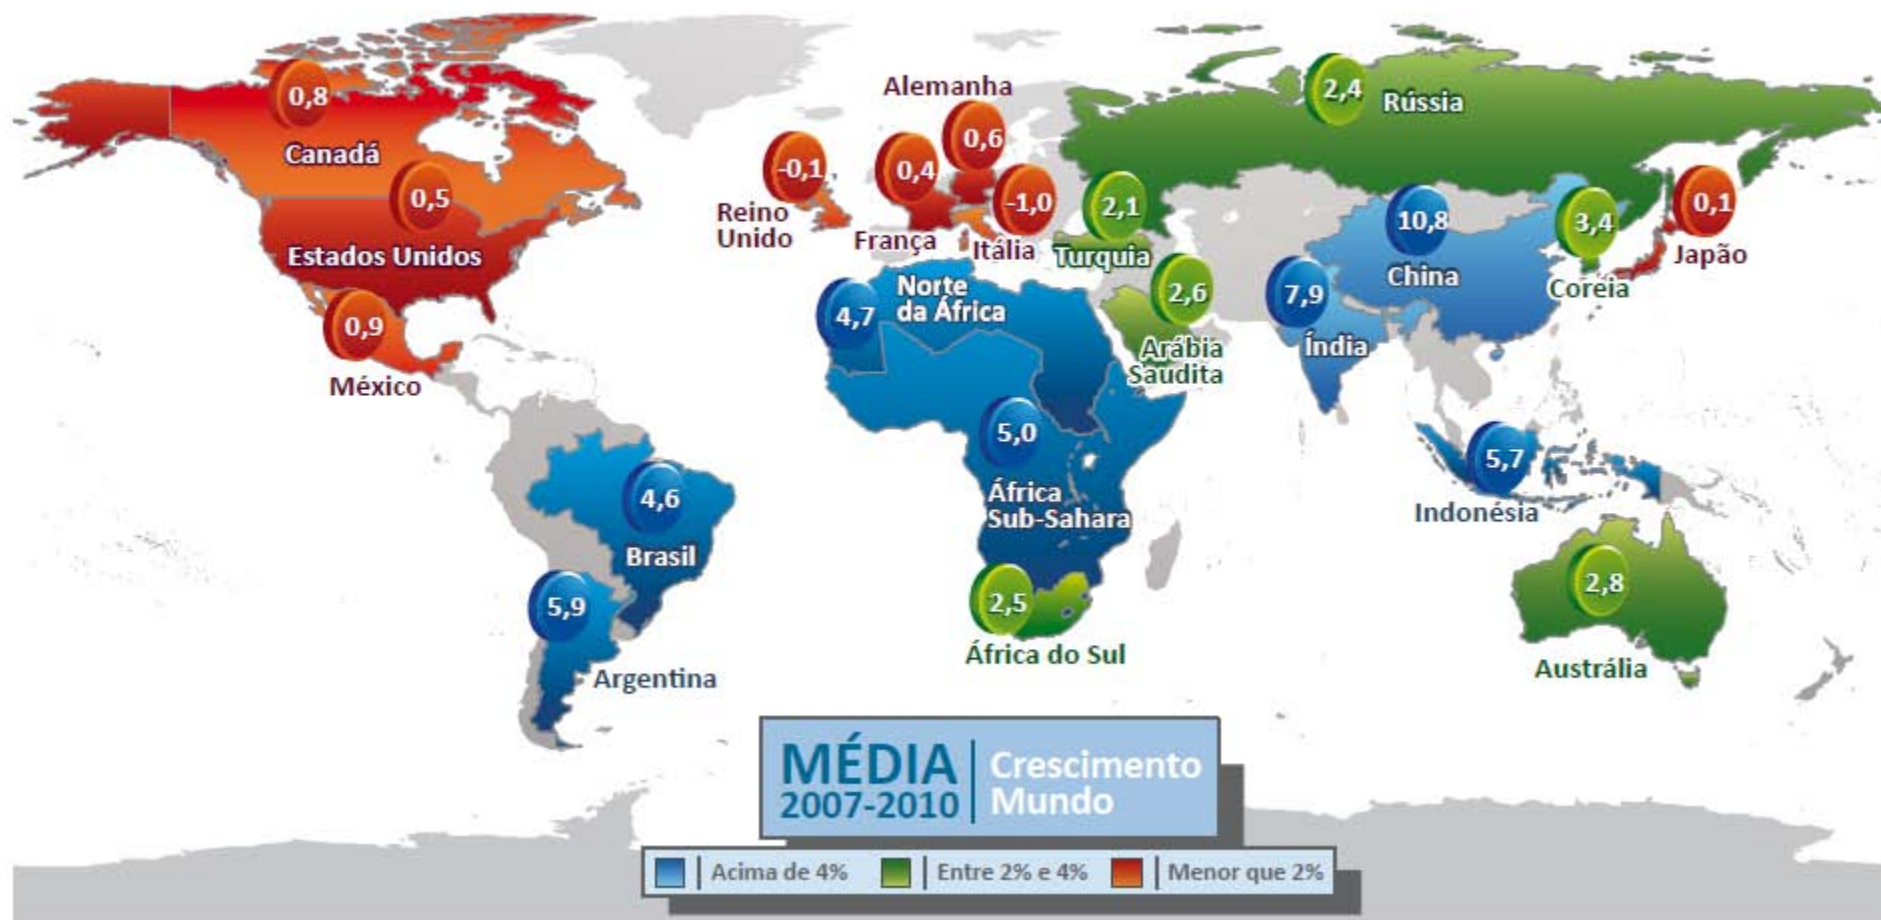 0,8
Canadá
0,5
Estados Unidos
0,9
México
4,6
Brasil
5,9
Argentina
-0,1
Reino
Unido
0,4
França
Alemanha
0,6
-1,0
Itália
2,1
Turquia
2,4
Rússia
4,7
Norte
da África
2,6
Arábia
Saudita
5,0
África
Sub-Sahara
2,5
África do Sul
7,9
Índia
10,8
China
3,4
Coréia
0,1
Japão
5,7
Indonésia
2,8
Austrália
MÉDIA
2007-2010
Crescimento
Mundo
Acima de 4%
Entre 2% e 4%
Menor que 2%